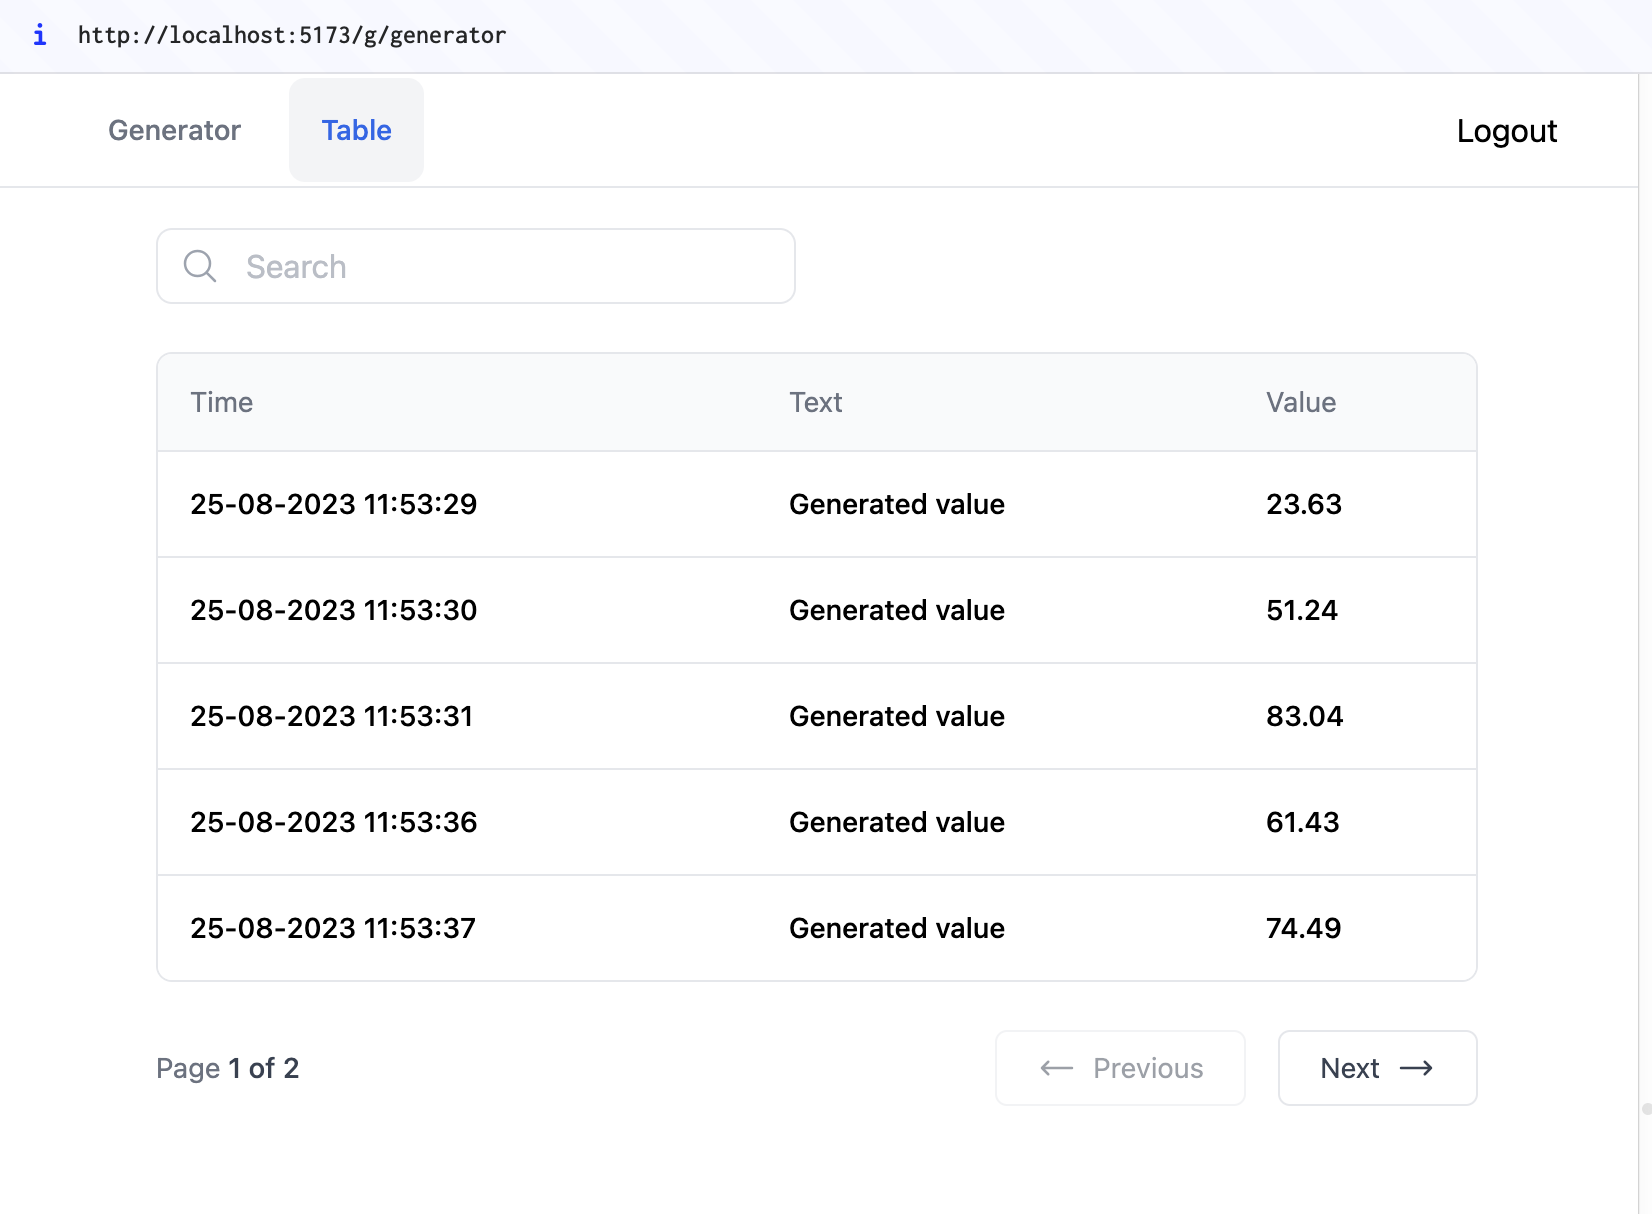 i http://localhost:5173/g/generator
Generator Table Logout
Search
Time Text Value
25-08-2023 11:53:29 Generated value 23.63
25-08-2023 11:53:30 Generated value 51.24
25-08-2023 11:53:31 Generated value 83.04
25-08-2023 11:53:36 Generated value 61.43
25-08-2023 11:53:37 Generated value 74.49
Page 1 of 2 ← Previous Next →